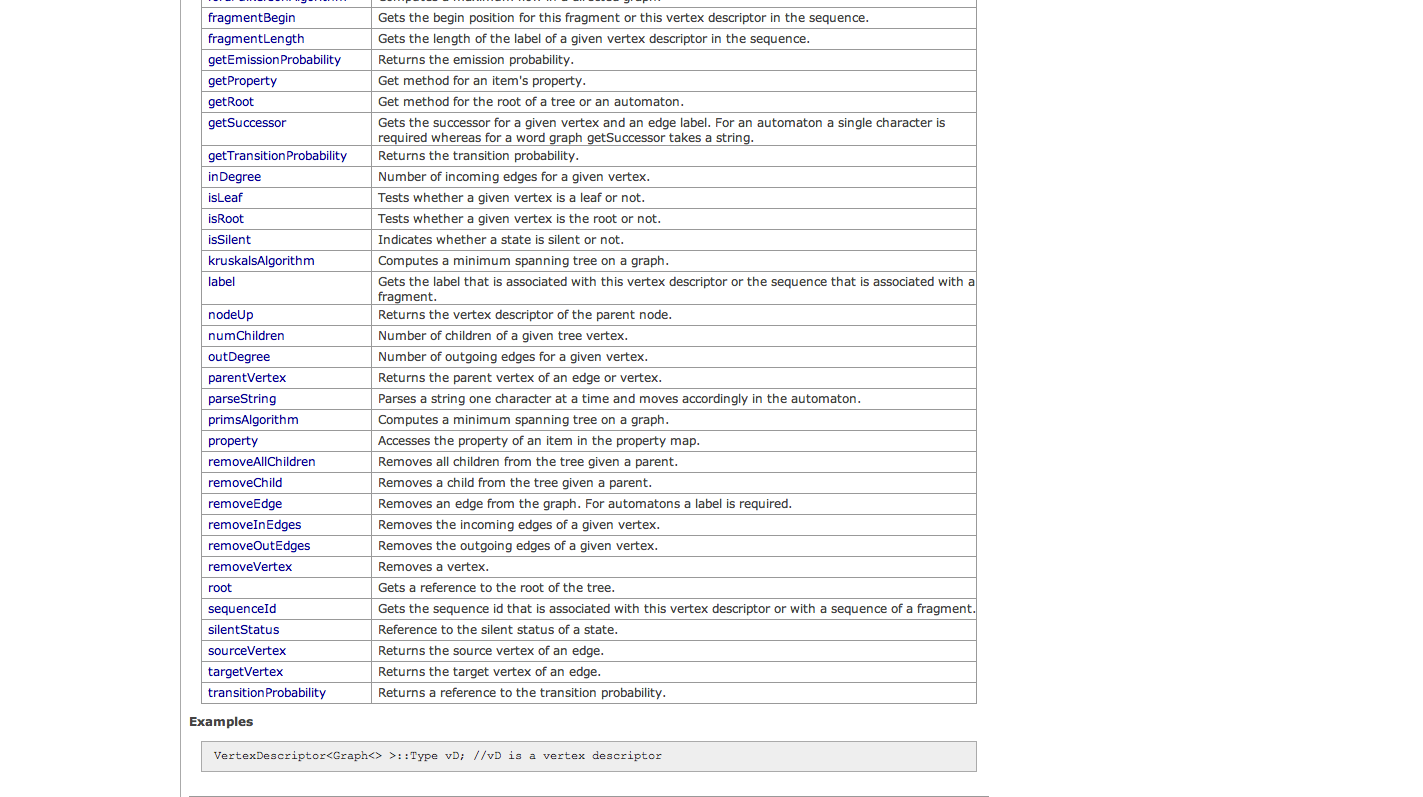 fragmentBegin Gets the begin position for this fragment or this vertex descriptor in the sequence.
fragmentLength Gets the length of the label of a given vertex descriptor in the sequence.
getEmissionProbability Returns the emission probability.
getProperty Get method for an item's property.
getRoot Get method for the root of a tree or an automaton.
getSuccessor Gets the successor for a given vertex and an edge label. For an automaton a single character is
required whereas for a word graph getSuccessor takes a string.
getTransitionProbability Returns the transition probability.
inDegree Number of incoming edges for a given vertex.
isLeaf Tests whether a given vertex is a leaf or not.
isRoot Tests whether a given vertex is the root or not.
isSilent Indicates whether a state is silent or not.
kruskalsAlgorithm Computes a minimum spanning tree on a graph.
label Gets the label that is associated with this vertex descriptor or the sequence that is associated with a
fragment.
nodeUp Returns the vertex descriptor of the parent node.
numChildren Number of children of a given tree vertex.
outDegree Number of outgoing edges for a given vertex.
parentVertex Returns the parent vertex of an edge or vertex.
parseString Parses a string one character at a time and moves accordingly in the automaton.
primsAlgorithm Computes a minimum spanning tree on a graph.
property Accesses the property of an item in the property map.
removeAllChildren Removes all children from the tree given a parent.
removeChild Removes a child from the tree given a parent.
removeEdge Removes an edge from the graph. For automatons a label is required.
removeInEdges Removes the incoming edges of a given vertex.
removeOutEdges Removes the outgoing edges of a given vertex.
removeVertex Removes a vertex.
root Gets a reference to the root of the tree.
sequenceId Gets the sequence id that is associated with this vertex descriptor or with a sequence of a fragment.
silentStatus Reference to the silent status of a state.
sourceVertex Returns the source vertex of an edge.
targetVertex Returns the target vertex of an edge.
transitionProbability Returns a reference to the transition probability.
Examples
VertexDescriptor<Graph<> >::Type vD; //vD is a vertex descriptor